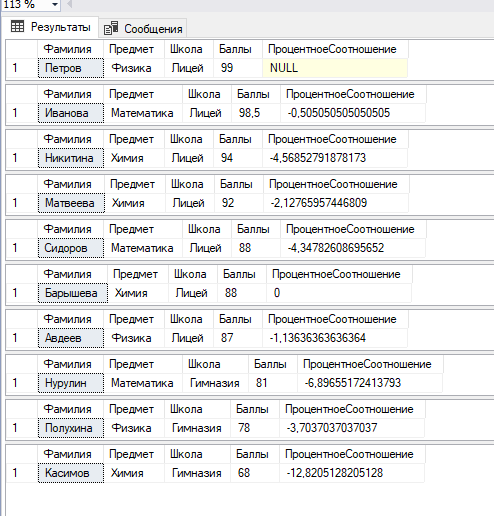 113 %
Результаты Сообщения
Фамилия Предмет Школа Баллы ПроцентноеСоотношение
1 Петров Физика Лицей 99 NULL
Фамилия Предмет Школа Баллы ПроцентноеСоотношение
1 Иванова Математика Лицей 98,5 -0,505050505050505
Фамилия Предмет Школа Баллы ПроцентноеСоотношение
1 Никитина Химия Лицей 94 -4,56852791878173
Фамилия Предмет Школа Баллы ПроцентноеСоотношение
1 Матвеева Химия Лицей 92 -2,12765957446809
Фамилия Предмет Школа Баллы ПроцентноеСоотношение
1 Сидоров Математика Лицей 88 -4,34782608695652
Фамилия Предмет Школа Баллы ПроцентноеСоотношение
1 Барышева Химия Лицей 88 0
Фамилия Предмет Школа Баллы ПроцентноеСоотношение
1 Авдеев Физика Лицей 87 -1,13636363636364
Фамилия Предмет Школа Баллы ПроцентноеСоотношение
1 Нурулин Математика Гимназия 81 -6,89655172413793
Фамилия Предмет Школа Баллы ПроцентноеСоотношение
1 Полухина Физика Гимназия 78 -3,7037037037037
Фамилия Предмет Школа Баллы ПроцентноеСоотношение
1 Касимов Химия Гимназия 68 -12,8205128205128